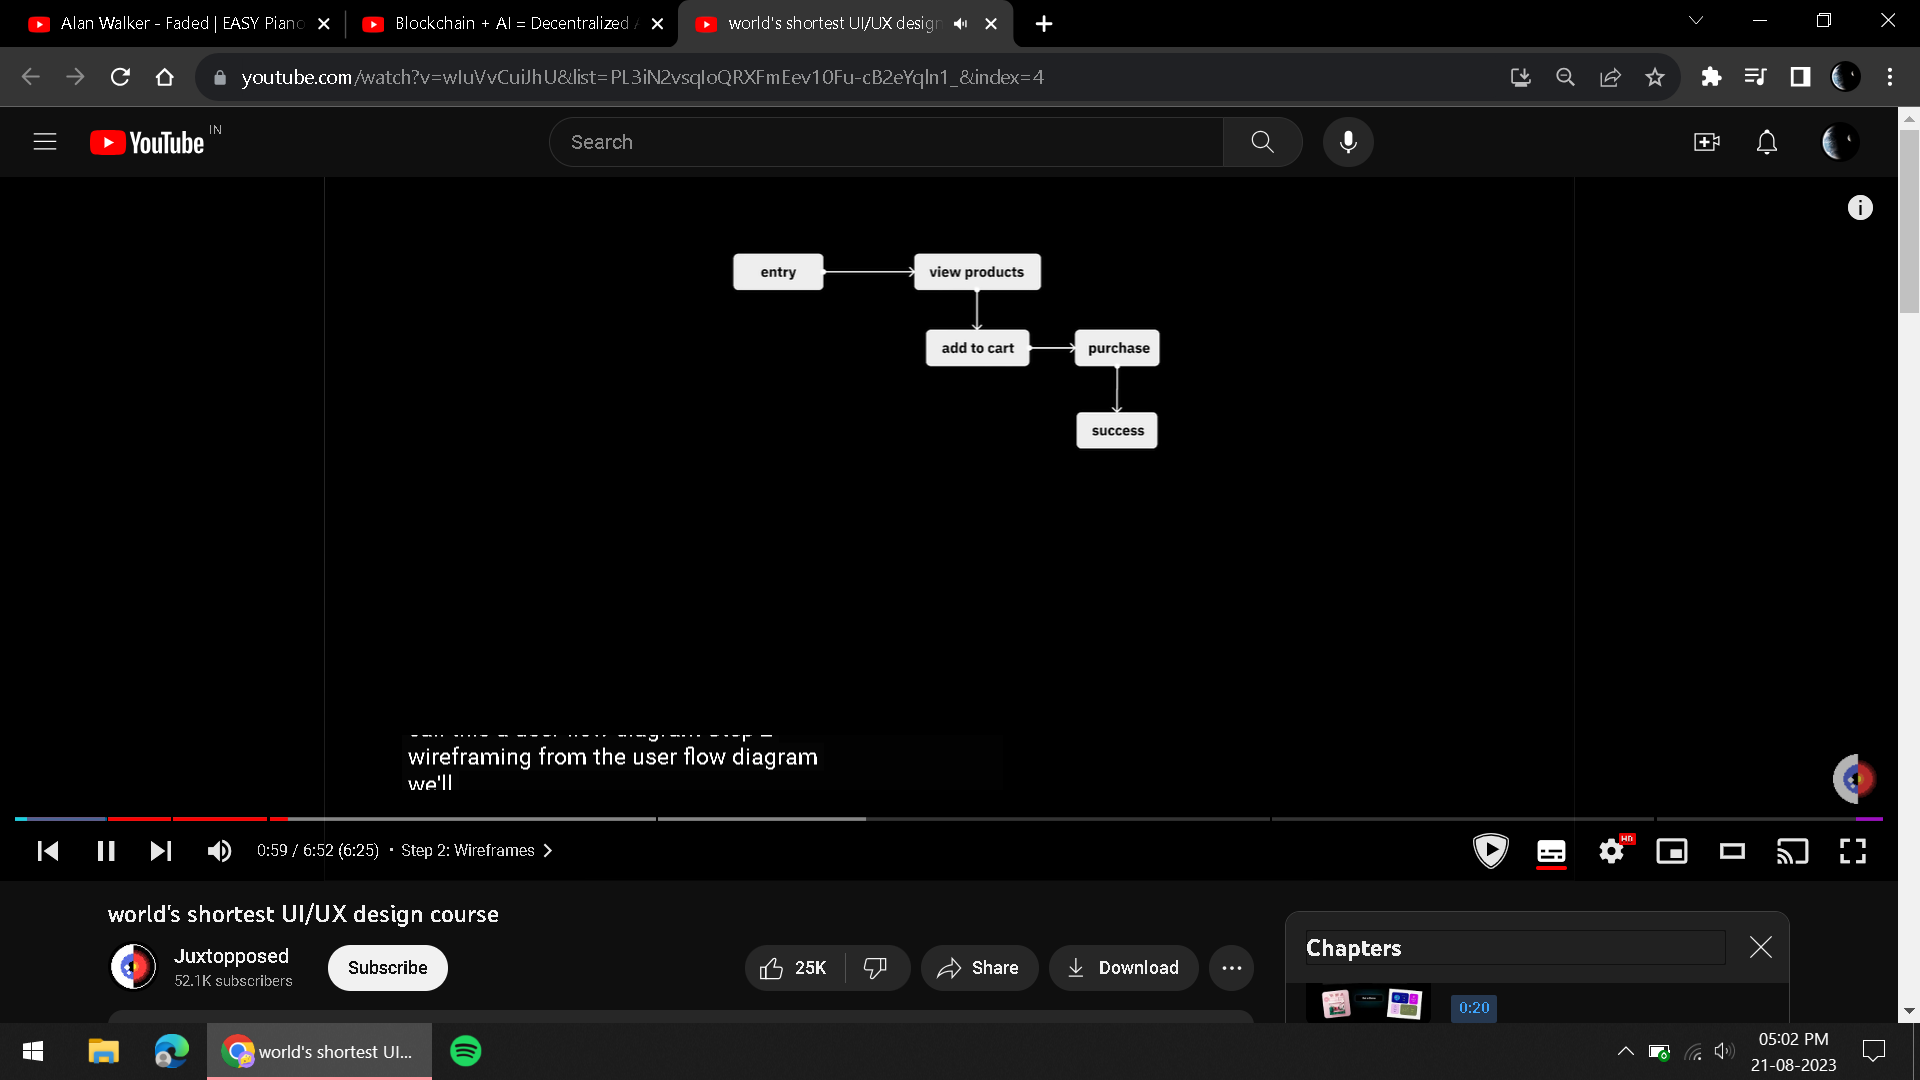 Alan Walker - Faded | EASY Piano
Blockchain + AI = Decentralized
world's shortest UI/UX design
youtube.com/watch?v=wIuVvCuiJhU&list=PL3iN2vsqIoQRXFmEev10Fu-cB2eYqln1_&index=4
YouTube IN
Search
entry
view products
add to cart
purchase
success
wireframing from the user flow diagram
we'll
0:59 / 6:52 (6:25) • Step 2: Wireframes
HD
world's shortest UI/UX design course
Juxtopposed
52.1K subscribers
Subscribe
25K
Share
Download
Chapters
0:20
world's shortest UI...
05:02 PM
21-08-2023